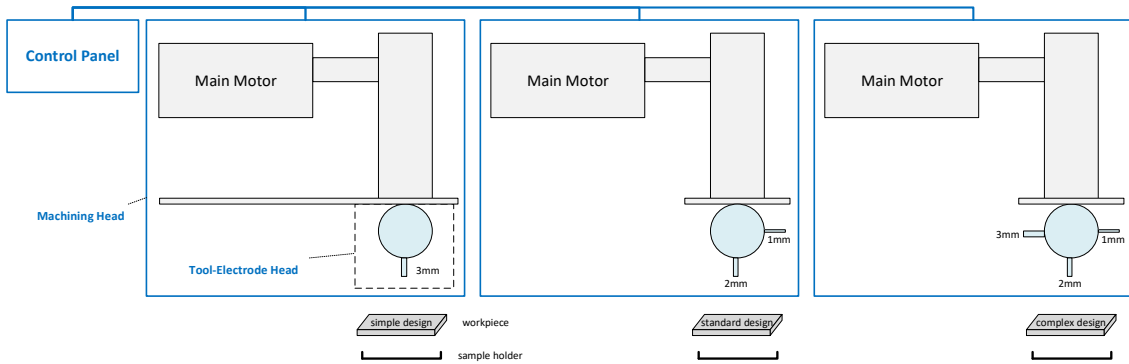 Control Panel
Main Motor
Main Motor
Main Motor
Machining Head
Tool-Electrode Head
3mm
1mm
2mm
3mm
1mm
2mm
simple design
workpiece
standard design
complex design
sample holder